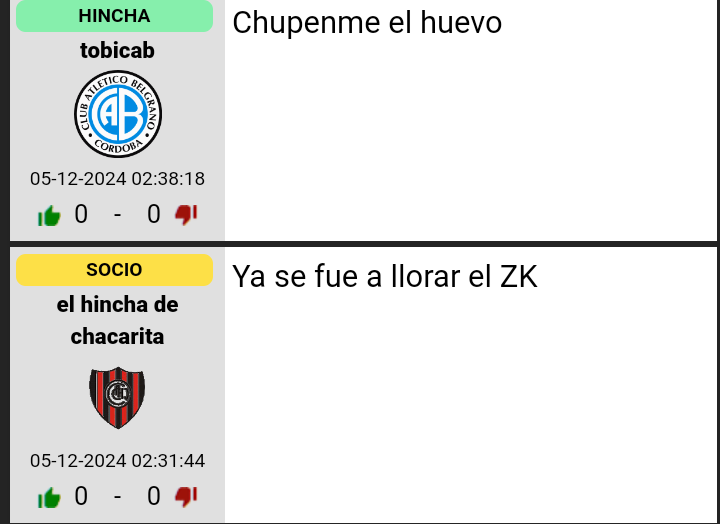 HINCHA
tobicab
CLUB ATLETICO BELGRANO
CAB
CORDOBA
05-12-2024 02:38:18
0 - 0
Chupenme el huevo
SOCIO
el hincha de
chacarita
05-12-2024 02:31:44
0 - 0
Ya se fue a llorar el ZK